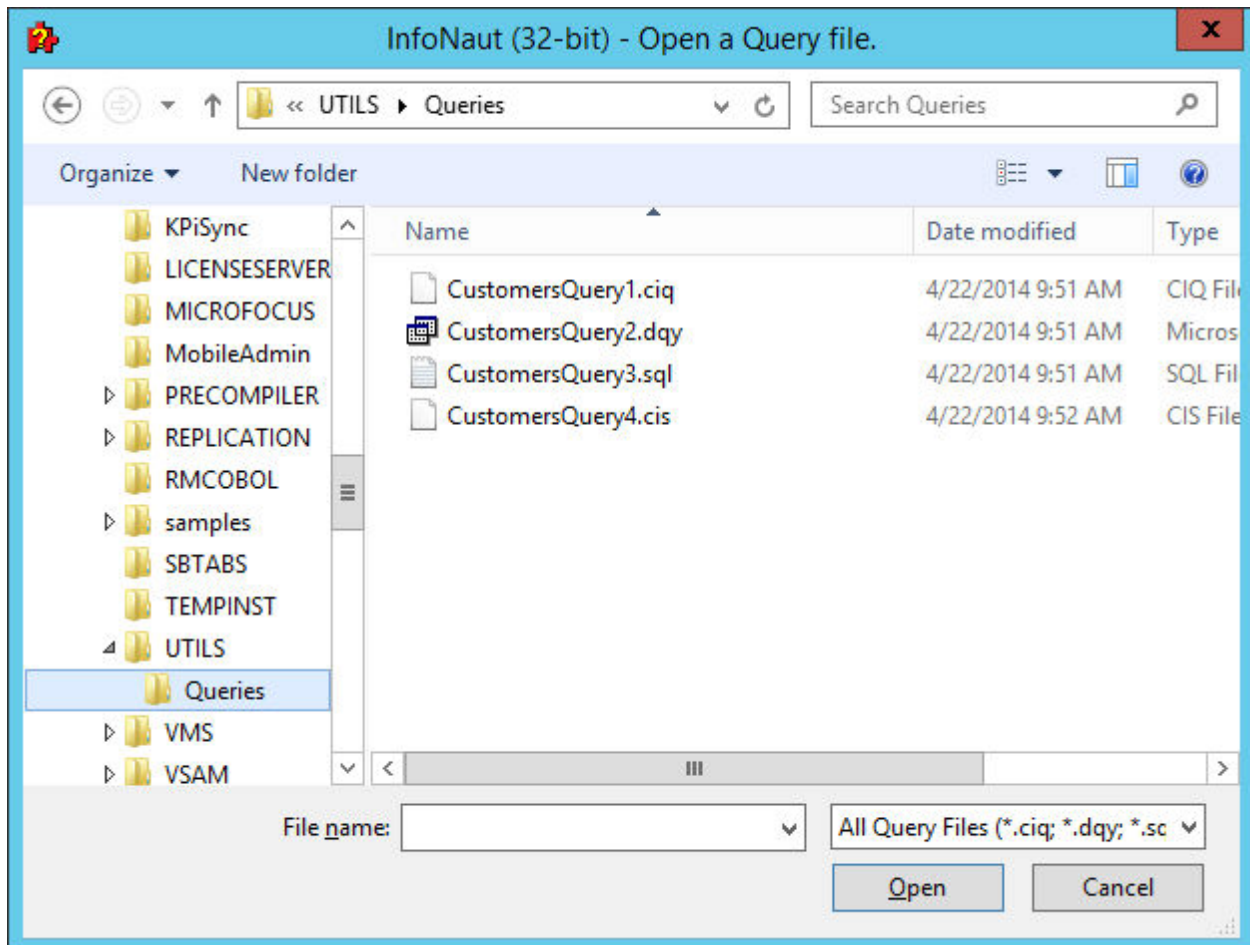 InfoNaut (32-bit) - Open a Query file.
x
« UTILS Queries
Search Queries
Organize
New folder
KPiSync
LICENSESERVER
MICROFOCUS
MobileAdmin
PRECOMPILER
REPLICATION
RMCOBOL
samples
SBTABS
TEMPINST
UTILS
Queries
VMS
VSAM
Name Date modified Type
CustomersQuery1.ciq 4/22/2014 9:51 AM CIQ File
CustomersQuery2.dqy 4/22/2014 9:51 AM Micros
CustomersQuery3.sql 4/22/2014 9:51 AM SQL Fil
CustomersQuery4.cis 4/22/2014 9:52 AM CIS File
File name:
All Query Files (*.ciq; *.dqy; *.sc
Open
Cancel